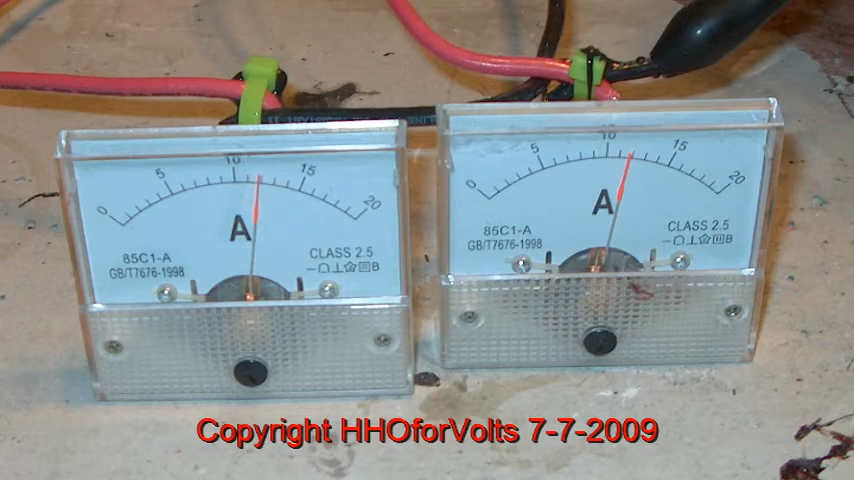 0 5 10 15 20
A
85C1-A
GB/T7676-1998
CLASS 2.5
B
0 5 10 15 20
A
85C1-A
GB/T7676-1998
CLASS 2.5
B
Copyright HHOforVolts 7-7-2009